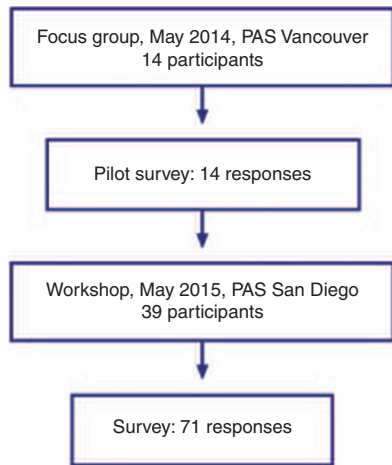 Focus group, May 2014, PAS Vancouver
14 participants
Pilot survey: 14 responses
Workshop, May 2015, PAS San Diego
39 participants
Survey: 71 responses